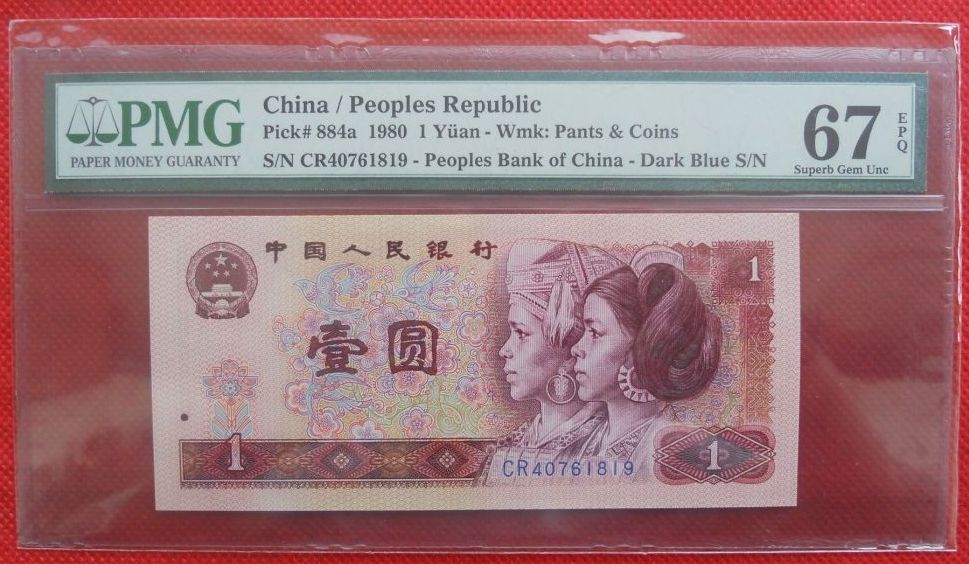 PMG
PAPER MONEY GUARANTY
China / Peoples Republic
Pick# 884a 1980 1 Yüan - Wmk: Pants & Coins
S/N CR40761819 - Peoples Bank of China - Dark Blue S/N
67
EPQ
Superb Gem Unc
中国人民银行
1
壹圆
1
CR40761819
1